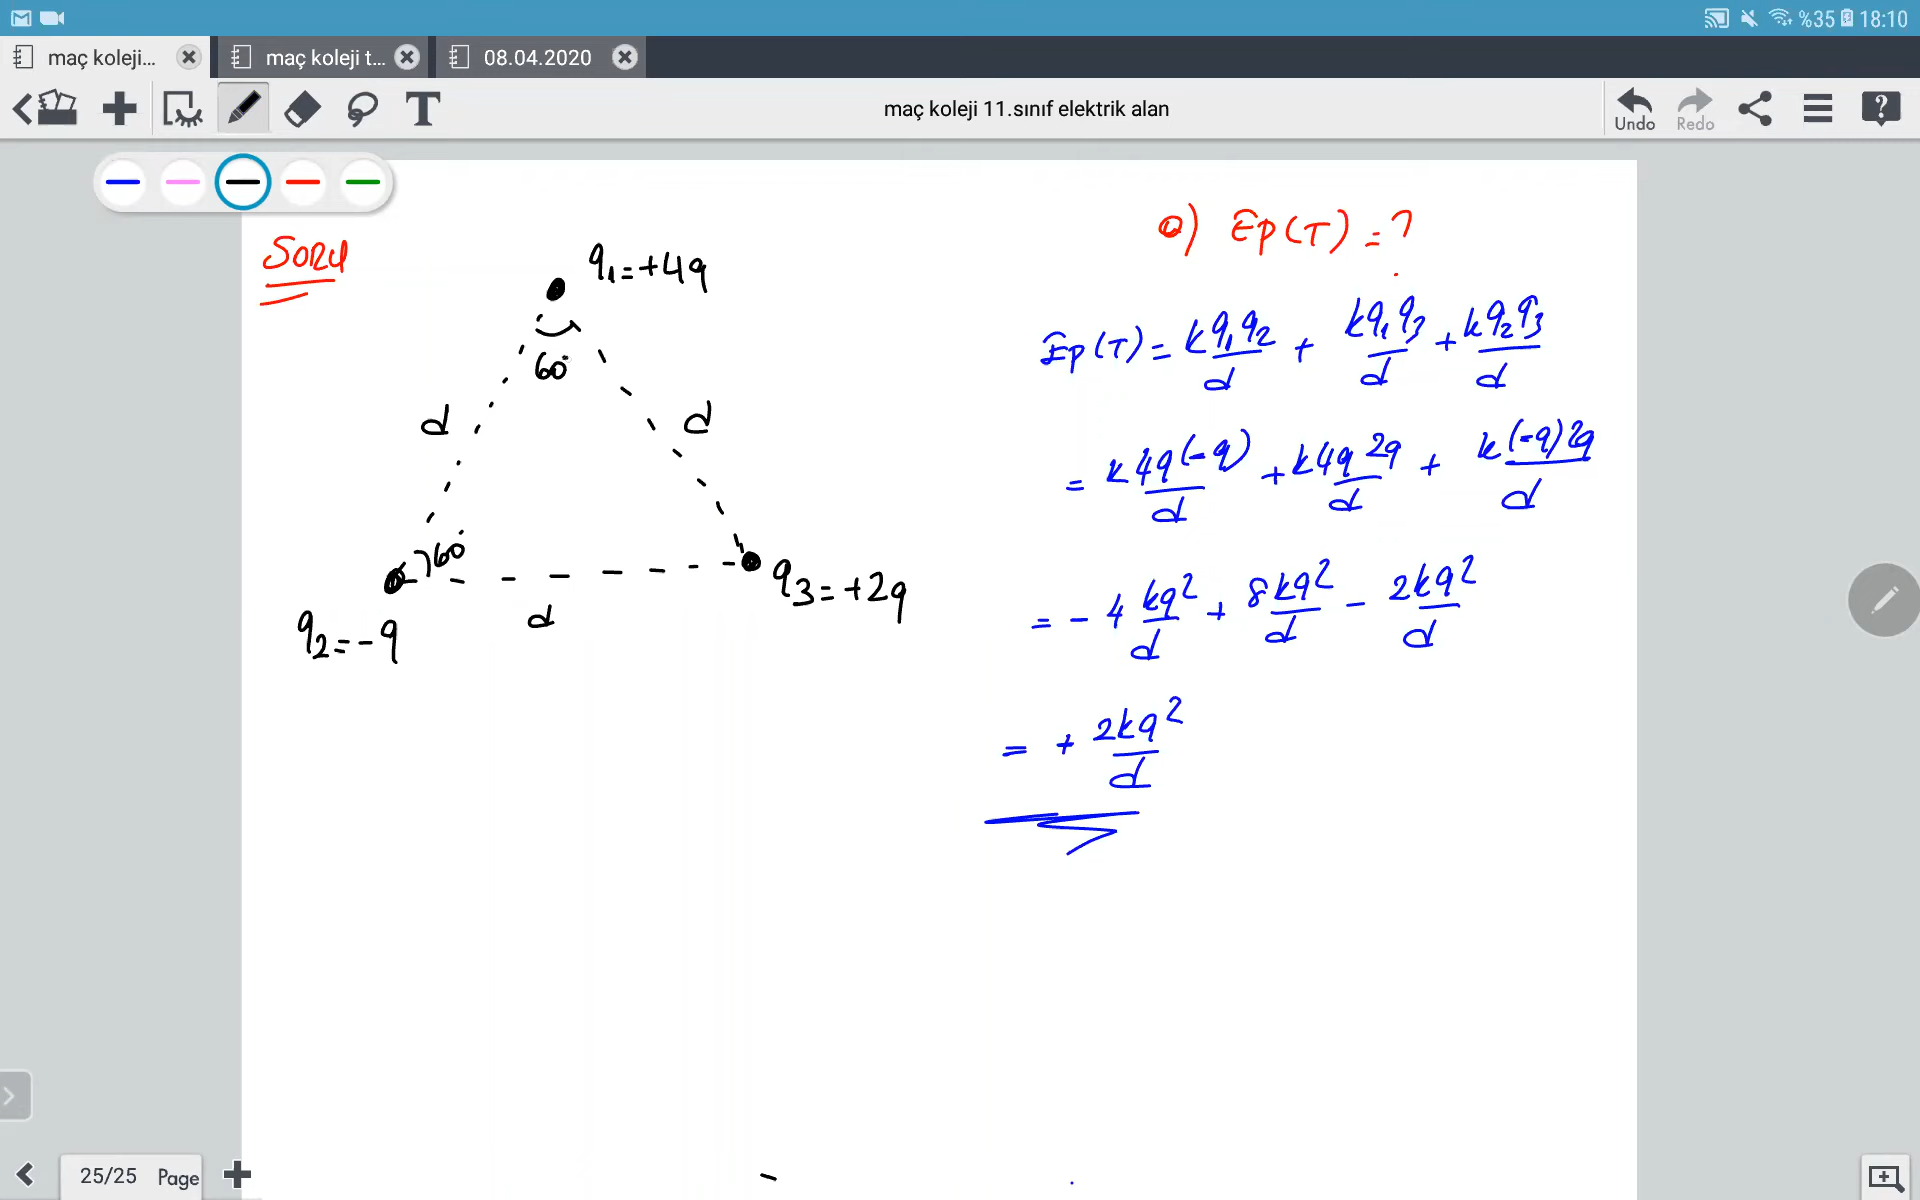 %35 18:10
maç koleji...
maç koleji t...
08.04.2020
T
maç koleji 11.sınıf elektrik alan
Undo
Redo
SORU
q₁=+4q
60°
d
d
60°
d
q₂=-q
q₃=+2q
a) Ep(T)=?
Ep(T) = kq₁q₂/d + kq₁q₃/d + kq₂q₃/d
= k4q(-q)/d + k4q2q/d + k(-q)2q/d
= -4 kq²/d + 8kq²/d - 2kq²/d
= + 2kq²/d
25/25 Page